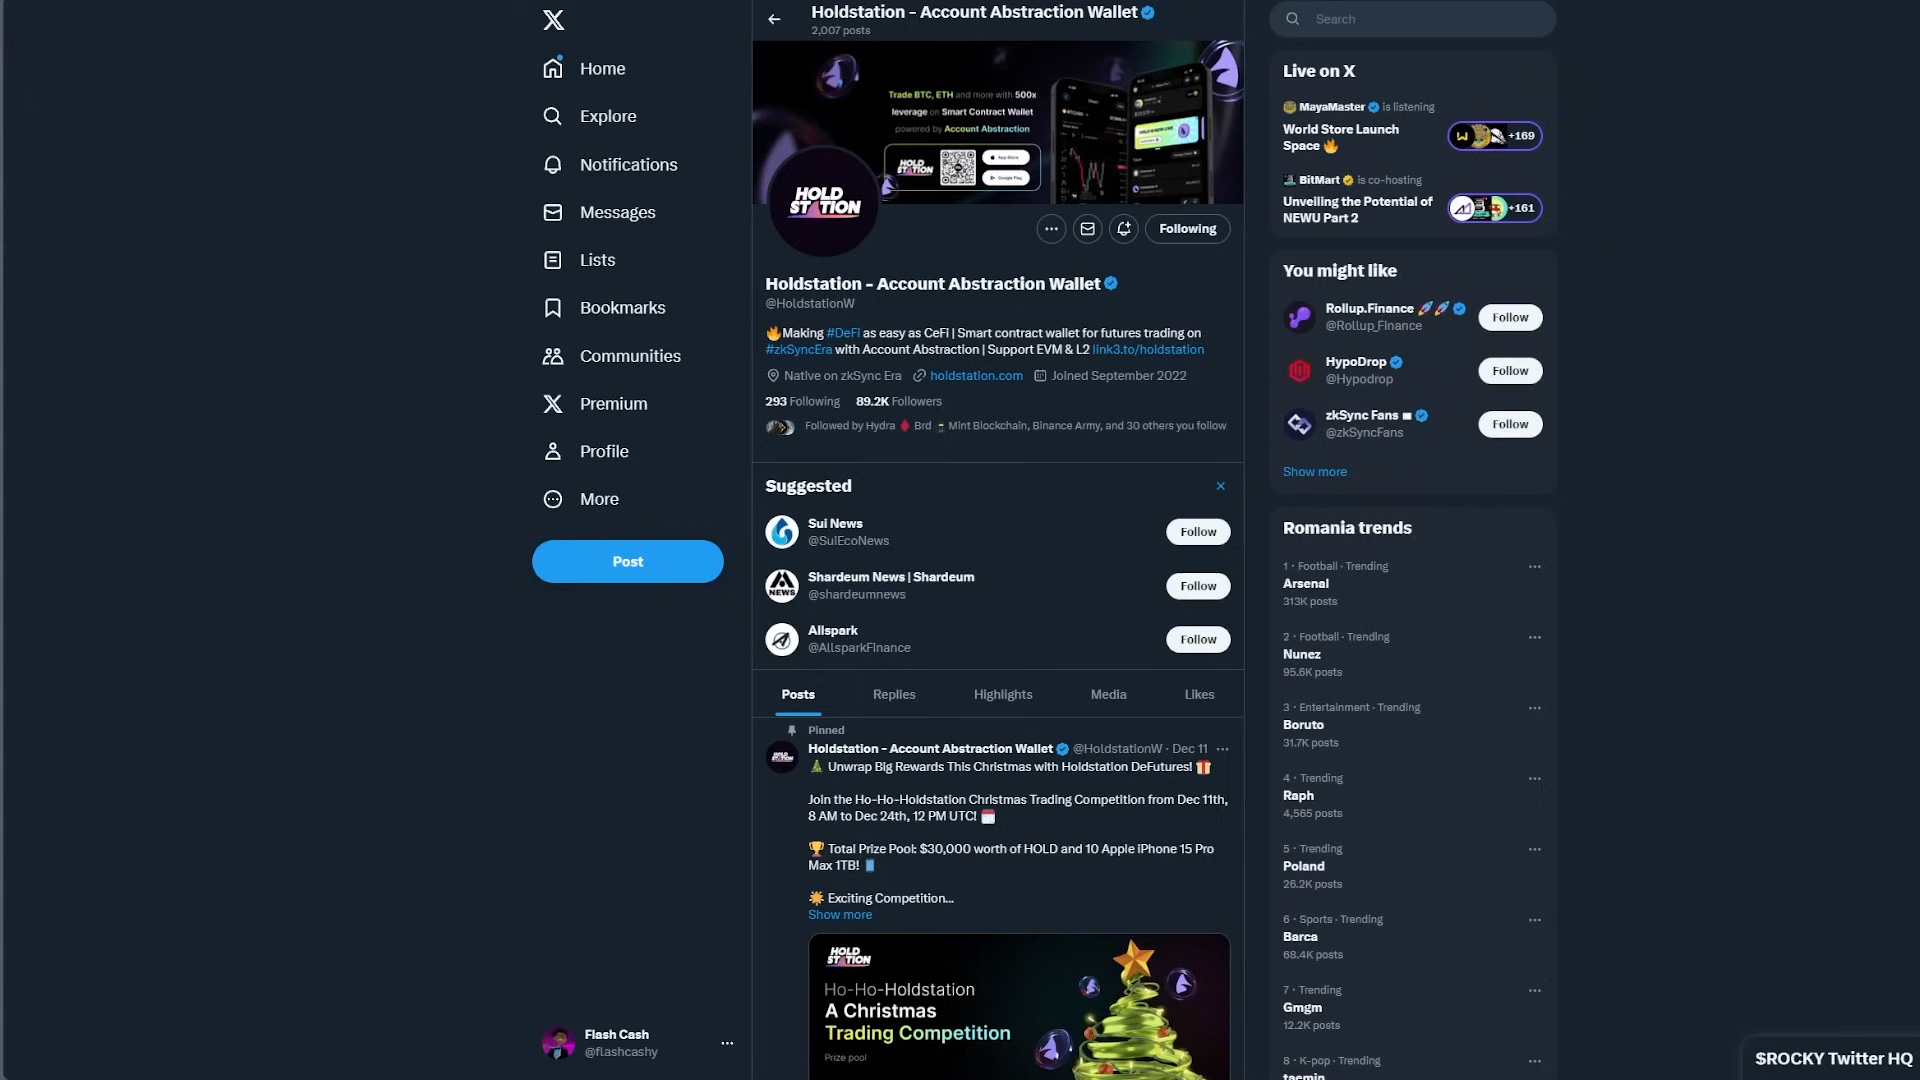 Home
Explore
Notifications
Messages
Lists
Bookmarks
Communities
Premium
Profile
More
Post
Flash Cash
@flashcashy
Holdstation - Account Abstraction Wallet
2,007 posts
Trade BTC, ETH and more with 500x
leverage on Smart Contract Wallet
powered by Account Abstraction
HOLD
STATION
App Store
Google Play
HOLD
STATION
Following
Holdstation - Account Abstraction Wallet
@HoldstationW
🔥Making #DeFi as easy as CeFi | Smart contract wallet for futures trading on
#zkSyncEra with Account Abstraction | Support EVM & L2 link3.to/holdstation
Native on zkSync Era holdstation.com Joined September 2022
293 Following 89.2K Followers
Followed by Hydra Brd Mint Blockchain, Binance Army, and 30 others you follow
Suggested
Sui News
@SuiEcoNews
Follow
NEWS
Shardeum News | Shardeum
@shardeumnews
Follow
Allspark
@AllsparkFinance
Follow
Posts Replies Highlights Media Likes
Pinned
Holdstation - Account Abstraction Wallet @HoldstationW · Dec 11
🎄 Unwrap Big Rewards This Christmas with Holdstation DeFutures! 🎁
Join the Ho-Ho-Holdstation Christmas Trading Competition from Dec 11th,
8 AM to Dec 24th, 12 PM UTC! 🗓️
🏆 Total Prize Pool: $30,000 worth of HOLD and 10 Apple iPhone 15 Pro
Max 1TB! 📱
🌟 Exciting Competition...
Show more
HOLD
STATION
Ho-Ho-Holdstation
A Christmas
Trading Competition
Prize pool
Search
Live on X
MayaMaster is listening
World Store Launch
Space 🔥
+169
BitMart is co-hosting
Unveiling the Potential of
NEWU Part 2
+161
You might like
Rollup.Finance 🚀🚀
@Rollup_Finance
Follow
HypoDrop
@Hypodrop
Follow
zkSync Fans
@zkSyncFans
Follow
Show more
Romania trends
1 · Football · Trending
Arsenal
313K posts
2 · Football · Trending
Nunez
95.6K posts
3 · Entertainment · Trending
Boruto
31.7K posts
4 · Trending
Raph
4,565 posts
5 · Trending
Poland
26.2K posts
6 · Sports · Trending
Barca
68.4K posts
7 · Trending
Gmgm
12.2K posts
8 · K-pop · Trending
taemin
$ROCKY Twitter HQ